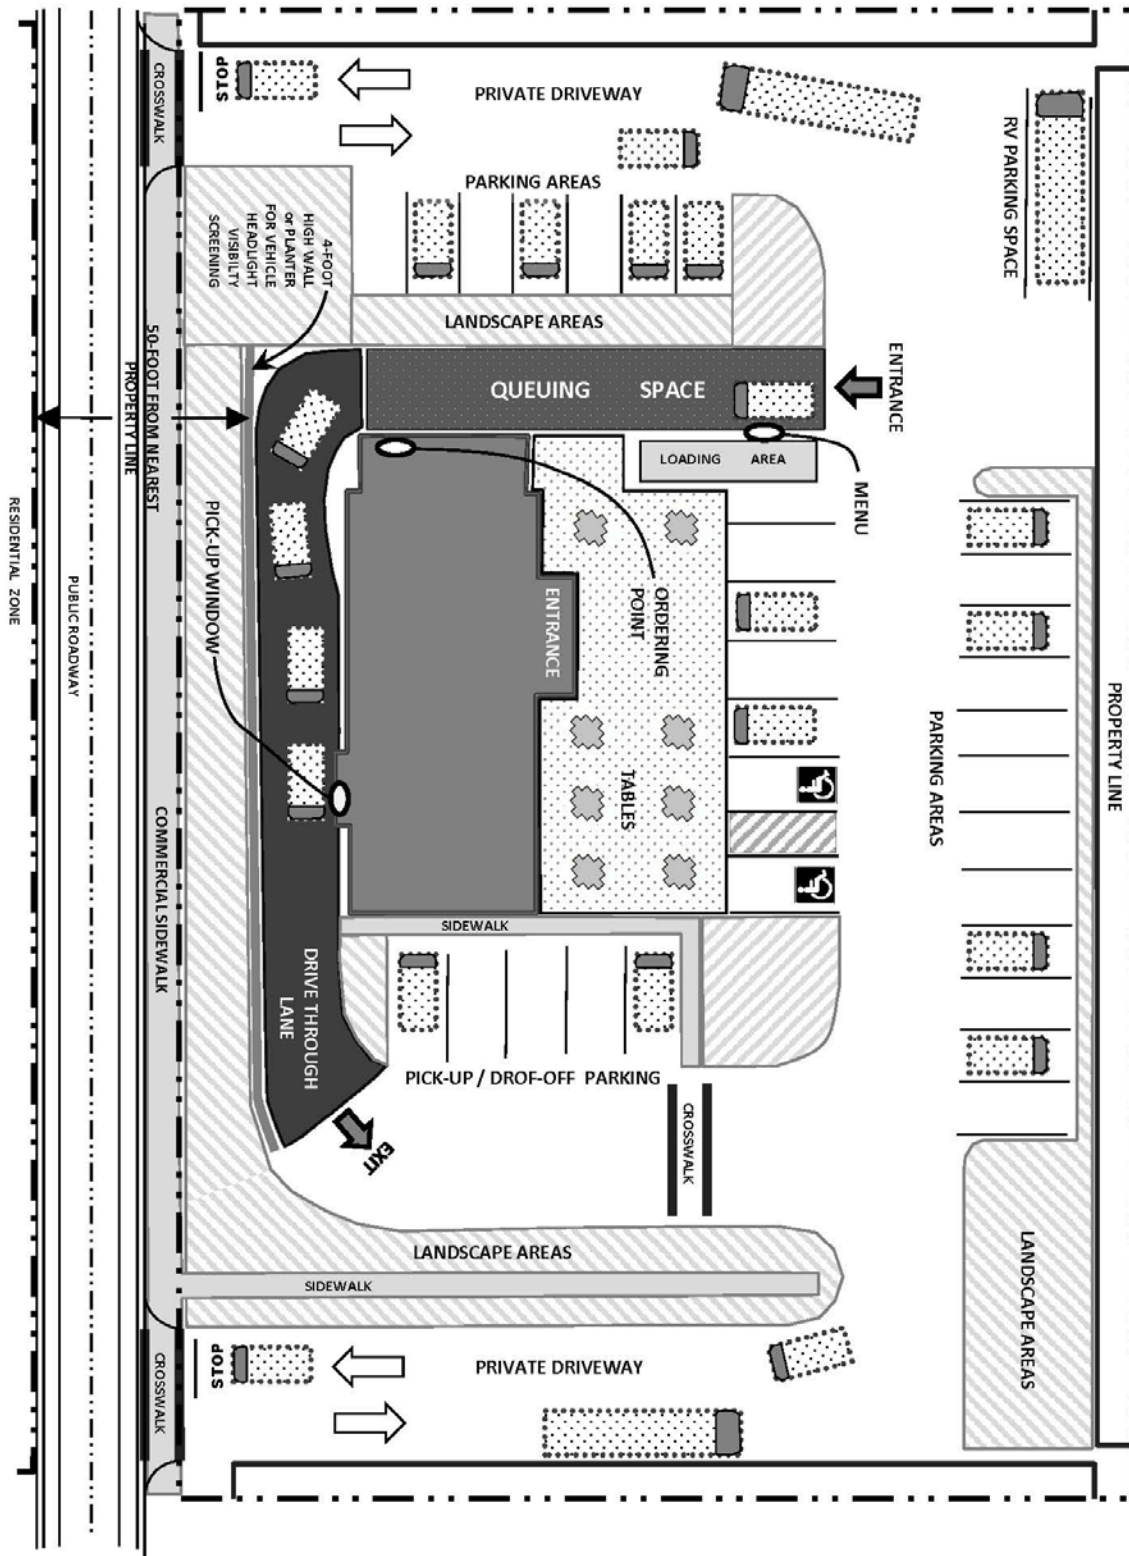 STOP
CROSSWALK
PRIVATE DRIVEWAY
RV PARKING SPACE
PARKING AREAS
4-FOOT
HIGH WALL
or PLANTER
FOR VEHICLE
HEADLIGHT
VISIBILTY
SCREENING
LANDSCAPE AREAS
QUEUING SPACE
ENTRANCE
LOADING AREA
MENU
50-FOOT FROM NEAREST
PROPERTY LINE
RESIDENTIAL ZONE
PUBLIC ROADWAY
PICK-UP WINDOW
ORDERING
POINT
ENTRANCE
TABLES
PARKING AREAS
PROPERTY LINE
COMMERCIAL SIDEWALK
SIDEWALK
DRIVE THROUGH
LANE
PICK-UP / DROF-OFF PARKING
EXIT
CROSSWALK
LANDSCAPE AREAS
SIDEWALK
LANDSCAPE AREAS
STOP
CROSSWALK
PRIVATE DRIVEWAY